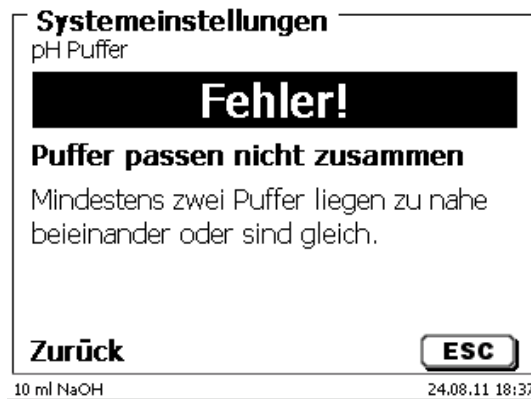 Systemeinstellungen
pH Puffer
Fehler!
Puffer passen nicht zusammen
Mindestens zwei Puffer liegen zu nahe
beieinander oder sind gleich.
Zurück ESC
10 ml NaOH 24.08.11 18:37